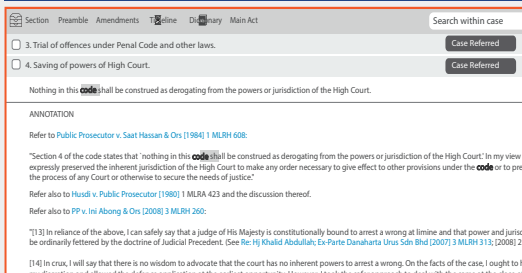 Section Preamble Amendments Timeline Dictionary Main Act
Search within case
3. Trial of offences under Penal Code and other laws.
Case Referred
4. Saving of powers of High Court.
Case Referred
Nothing in this code shall be construed as derogating from the powers or jurisdiction of the High Court.
ANNOTATION
Refer to Public Prosecutor v. Saat Hassan & Ors [1984] 1 MLRH 608:
"Section 4 of the code states that `nothing in this code shall be construed as derogating from the powers or jurisdiction of the High Court.' In my view
expressly preserved the inherent jurisdiction of the High Court to make any order necessary to give effect to other provisions under the code or to pre
the process of any Court or otherwise to secure the needs of justice."
Refer also to Husdi v. Public Prosecutor [1980] 1 MLRA 423 and the discussion thereof.
Refer also to PP v. Ini Abong & Ors [2008] 3 MLRH 260:
"[13] In reliance of the above, I can safely say that a judge of His Majesty is constitutionally bound to arrest a wrong at limine and that power and jurisd
be ordinarily fettered by the doctrine of Judicial Precedent. (See Re: Hj Khalid Abdullah; Ex-Parte Danaharta Urus Sdn Bhd [2007] 3 MLRH 313; [2008] 2
[14] In crux, I will say that there is no wisdom to advocate that the court has no inherent powers to arrest a wrong. On the facts of the case, I ought to h